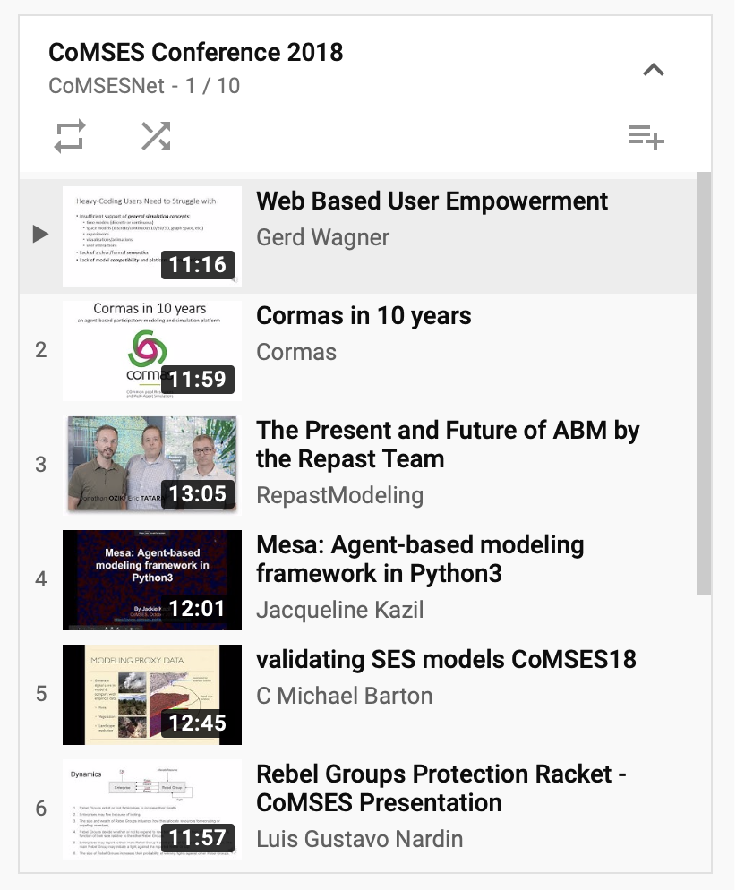 CoMSES Conference 2018
CoMSESNet - 1 / 10
Heavy Coding Users Need to Struggle with
11:16
Web Based User Empowerment
Gerd Wagner
2
Cormas in 10 years
11:59
Cormas in 10 years
Cormas
3
13:05
The Present and Future of ABM by
the Repast Team
RepastModeling
4
Mesa: Agent-based
modeling framework in
Python3
12:01
Mesa: Agent-based modeling
framework in Python3
Jacqueline Kazil
5
MODELING PROXY DATA
12:45
validating SES models CoMSES18
C Michael Barton
6
Dynamics
11:57
Rebel Groups Protection Racket -
CoMSES Presentation
Luis Gustavo Nardin